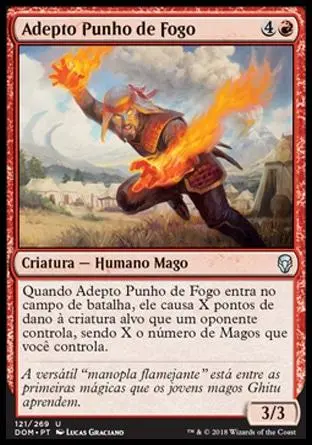 Adepto Punho de Fogo 4
Criatura — Humano Mago
Quando Adepto Punho de Fogo entra no
campo de batalha, ele causa X pontos de
dano à criatura alvo que um oponente
controla, sendo X o número de Magos que
você controla.
A versátil “manopla flamejante” está entre as
primeiras mágicas que os jovens magos Ghitu
aprendem.
3/3
121/269 U
DOM • PT Lucas Graciano
™ & © 2018 Wizards of the Coast